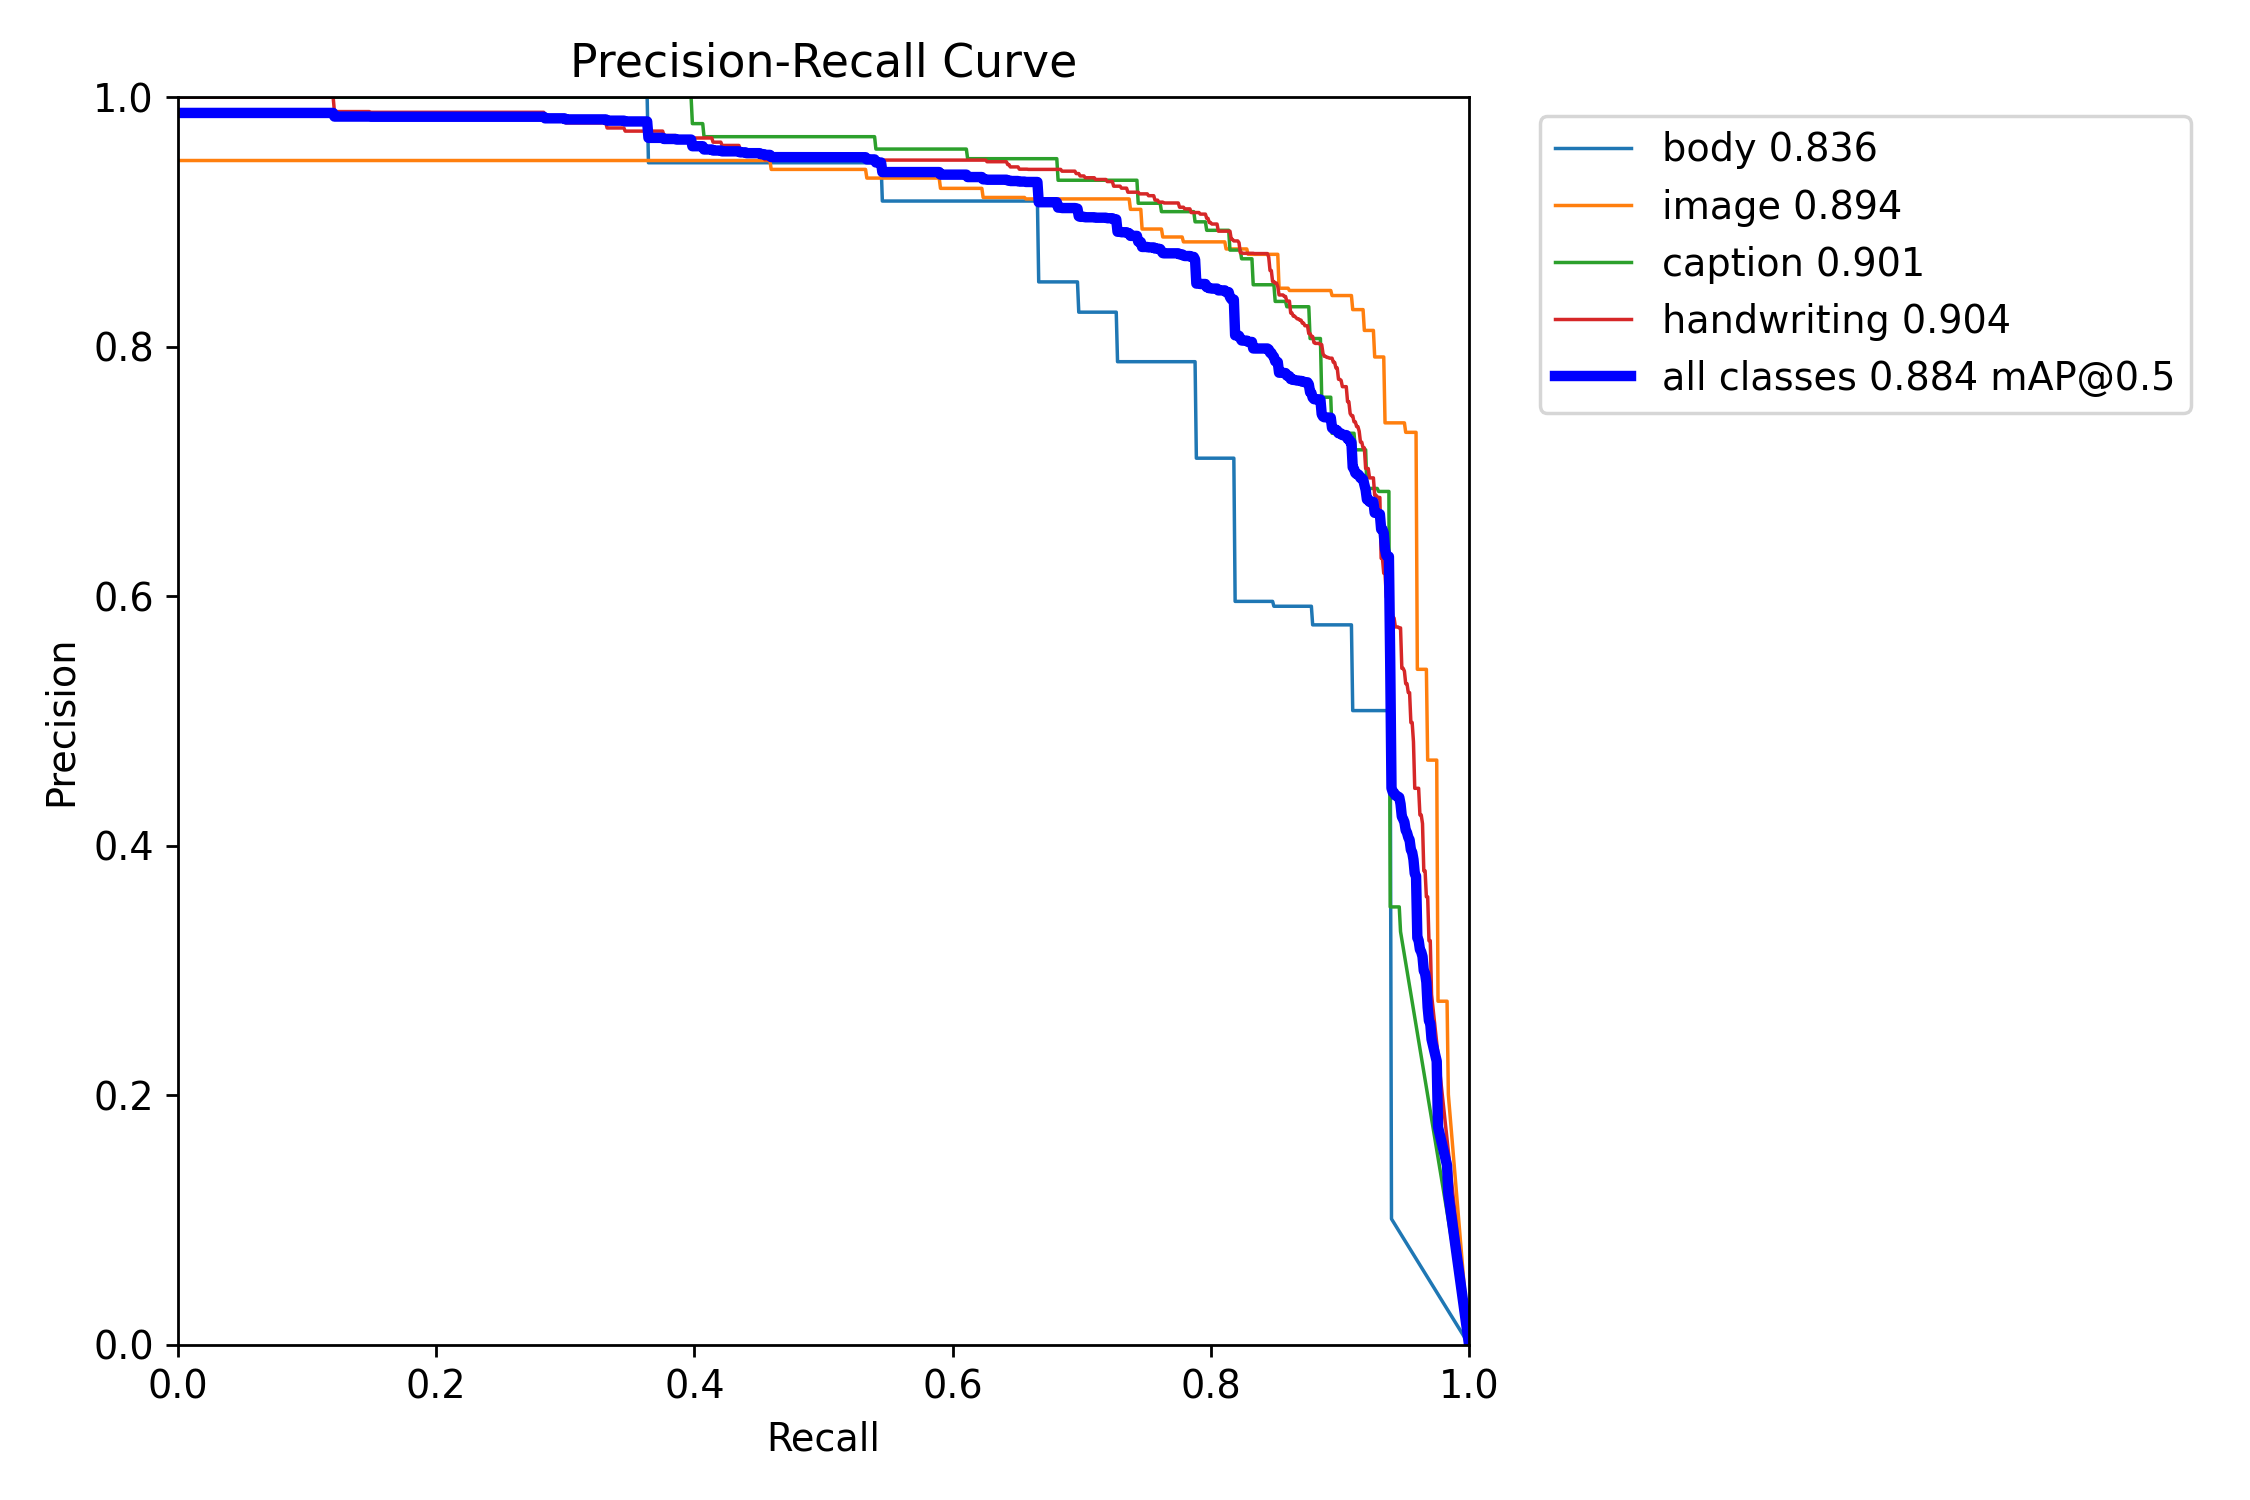 Precision-Recall Curve
1.0
0.8
0.6
0.4
0.2
0.0
Precision
0.0 0.2 0.4 0.6 0.8 1.0
Recall
body 0.836
image 0.894
caption 0.901
handwriting 0.904
all classes 0.884 mAP@0.5